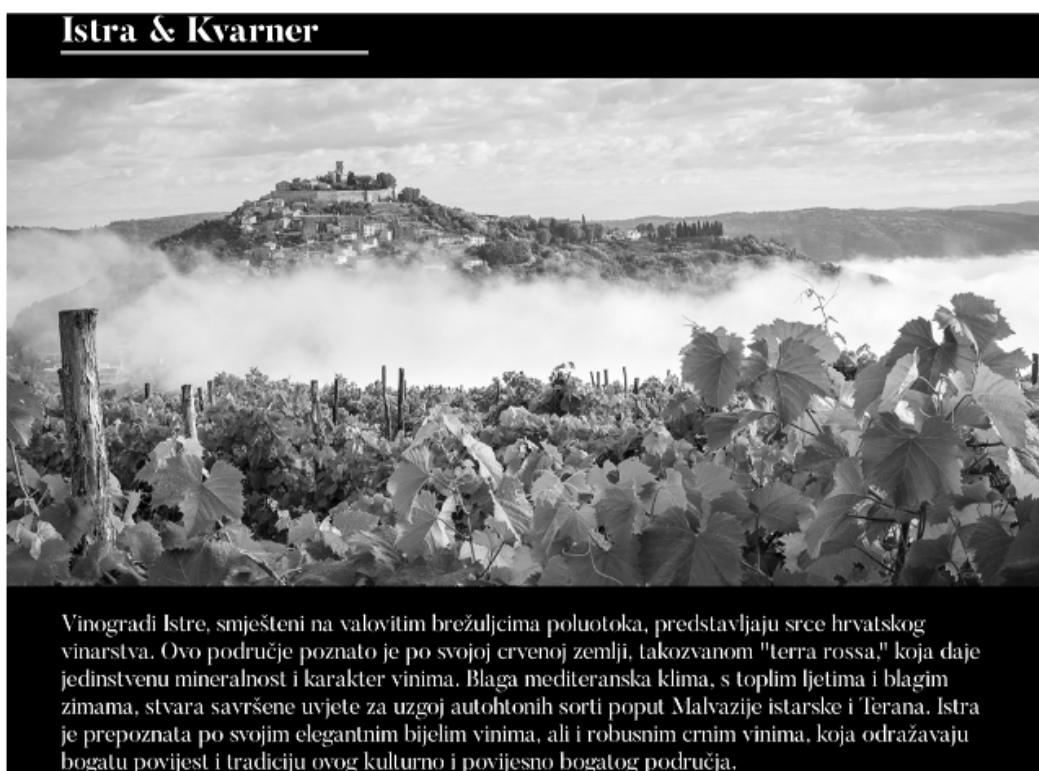 Istra & Kvarner
Vinogradi Istre, smješteni na valovitim brežuljcima poluotoka, predstavljaju srce hrvatskog
vinarstva. Ovo područje poznato je po svojoj crvenoj zemlji, takozvanom "terra rossa," koja daje
jedinstvenu mineralnost i karakter vinima. Blaga mediteranska klima, s toplim ljetima i blagim
zimama, stvara savršene uvjete za uzgoj autohtonih sorti poput Malvazije istarske i Terana. Istra
je prepoznata po svojim elegantnim bijelim vinima, ali i robusnim crnim vinima, koja odražavaju
bogatu povijest i tradiciju ovog kulturno i povijesno bogatog područja.